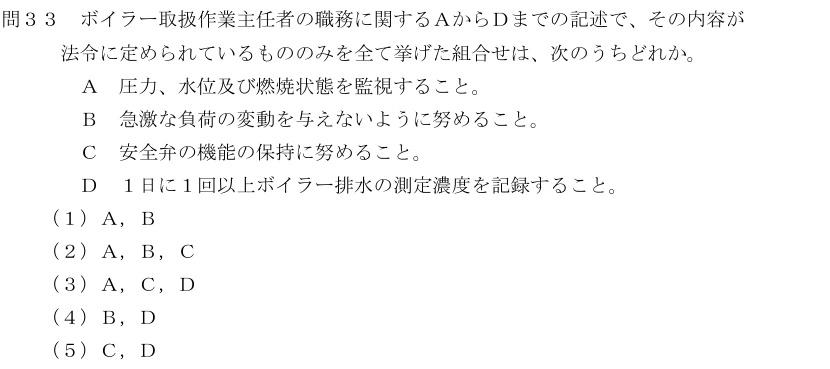 問３３　ボイラー取扱作業主任者の職務に関するＡからＤまでの記述で、その内容が
法令に定められているもののみを全て挙げた組合せは、次のうちどれか。
Ａ　圧力、水位及び燃焼状態を監視すること。
Ｂ　急激な負荷の変動を与えないように努めること。
Ｃ　安全弁の機能の保持に努めること。
Ｄ　１日に１回以上ボイラー排水の測定濃度を記録すること。
（１）Ａ，Ｂ
（２）Ａ，Ｂ，Ｃ
（３）Ａ，Ｃ，Ｄ
（４）Ｂ，Ｄ
（５）Ｃ，Ｄ